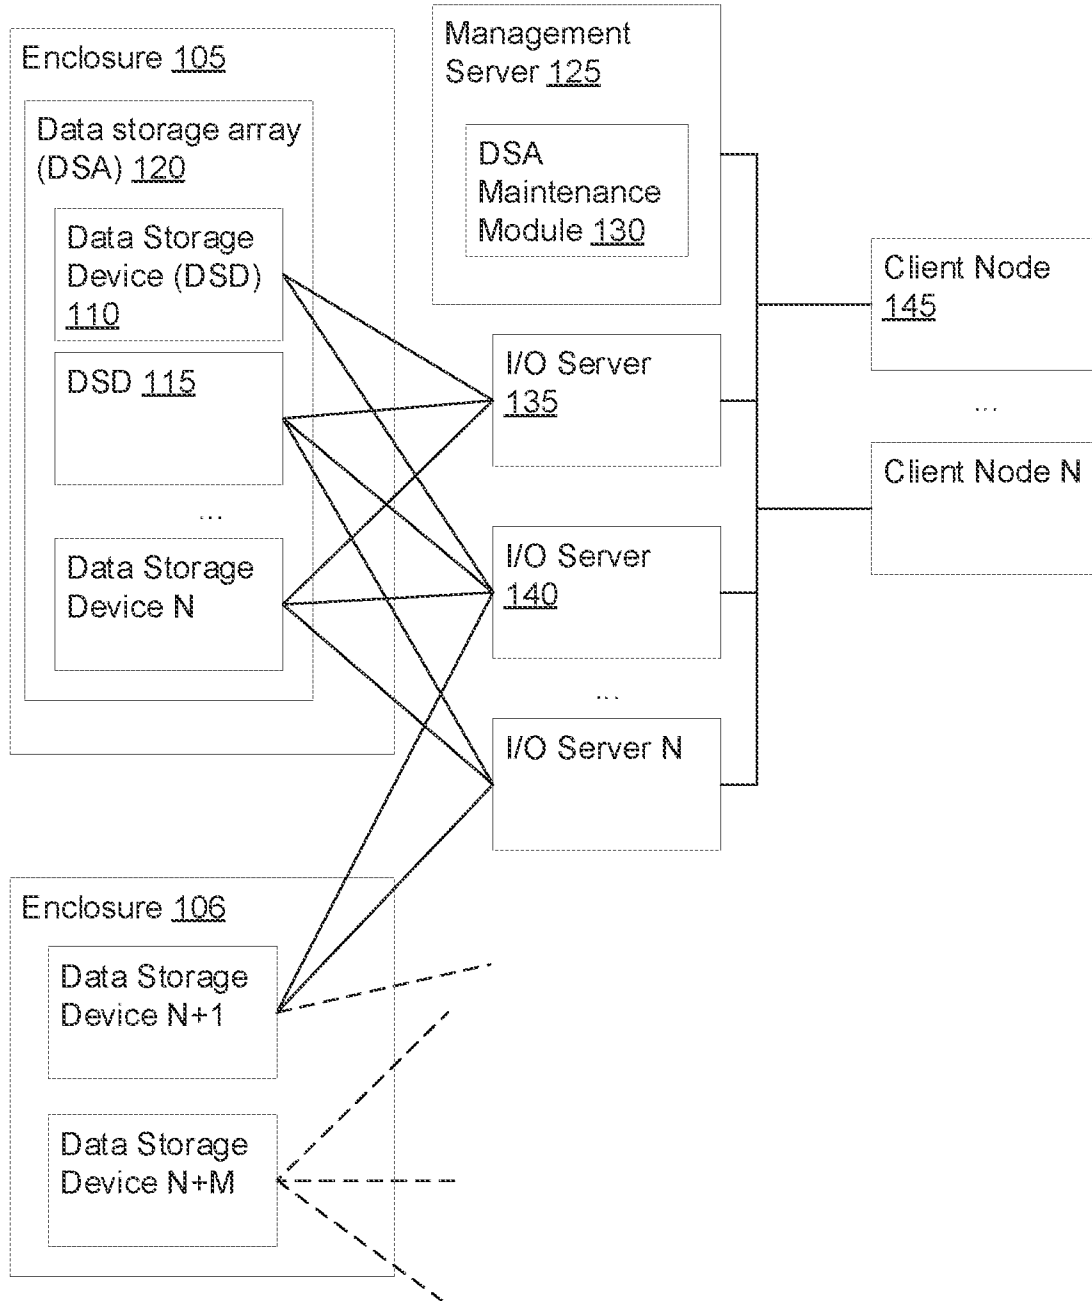 Enclosure 105
Data storage array
(DSA) 120
Data Storage
Device (DSD)
110
DSD 115
...
Data Storage
Device N
Management
Server 125
DSA
Maintenance
Module 130
I/O Server
135
I/O Server
140
...
I/O Server N
Client Node
145
...
Client Node N
Enclosure 106
Data Storage
Device N+1
Data Storage
Device N+M